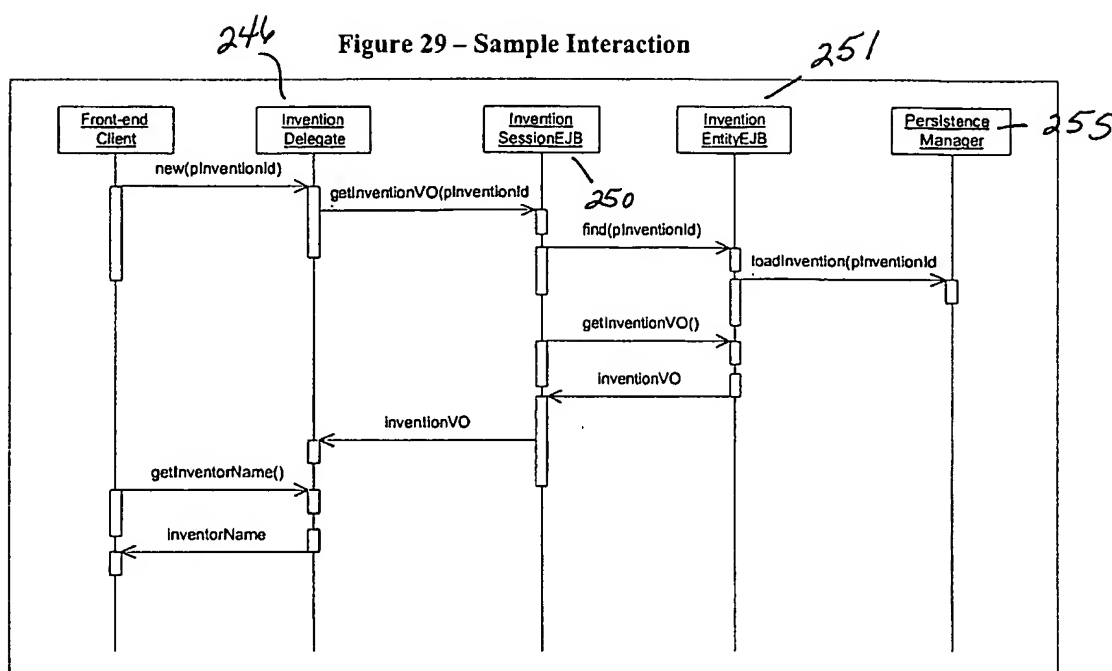 246
Figure 29 – Sample Interaction
251
Front-end
Client
Invention
Delegate
Invention
SessionEJB
Invention
EntityEJB
Persistence
Manager
255
250
new(pInventionId)
getInventionVO(pInventionId
find(pInventionId)
loadInvention(pInventionId
getInventionVO()
inventionVO
inventionVO
getInventorName()
inventorName